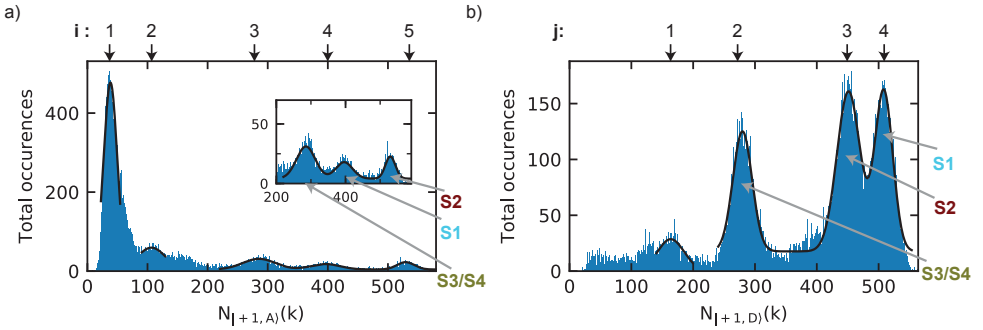 a)
i : 1 2 3 4 5
Total occurences
400
200
0
0 100 200 300 400 500
N|+1,A⟩(k)
50
0
200 400
S2
S1
S3/S4
b)
j: 1 2 3 4
Total occurences
150
100
50
0
0 100 200 300 400 500
N|+1,D⟩(k)
S1
S2
S3/S4